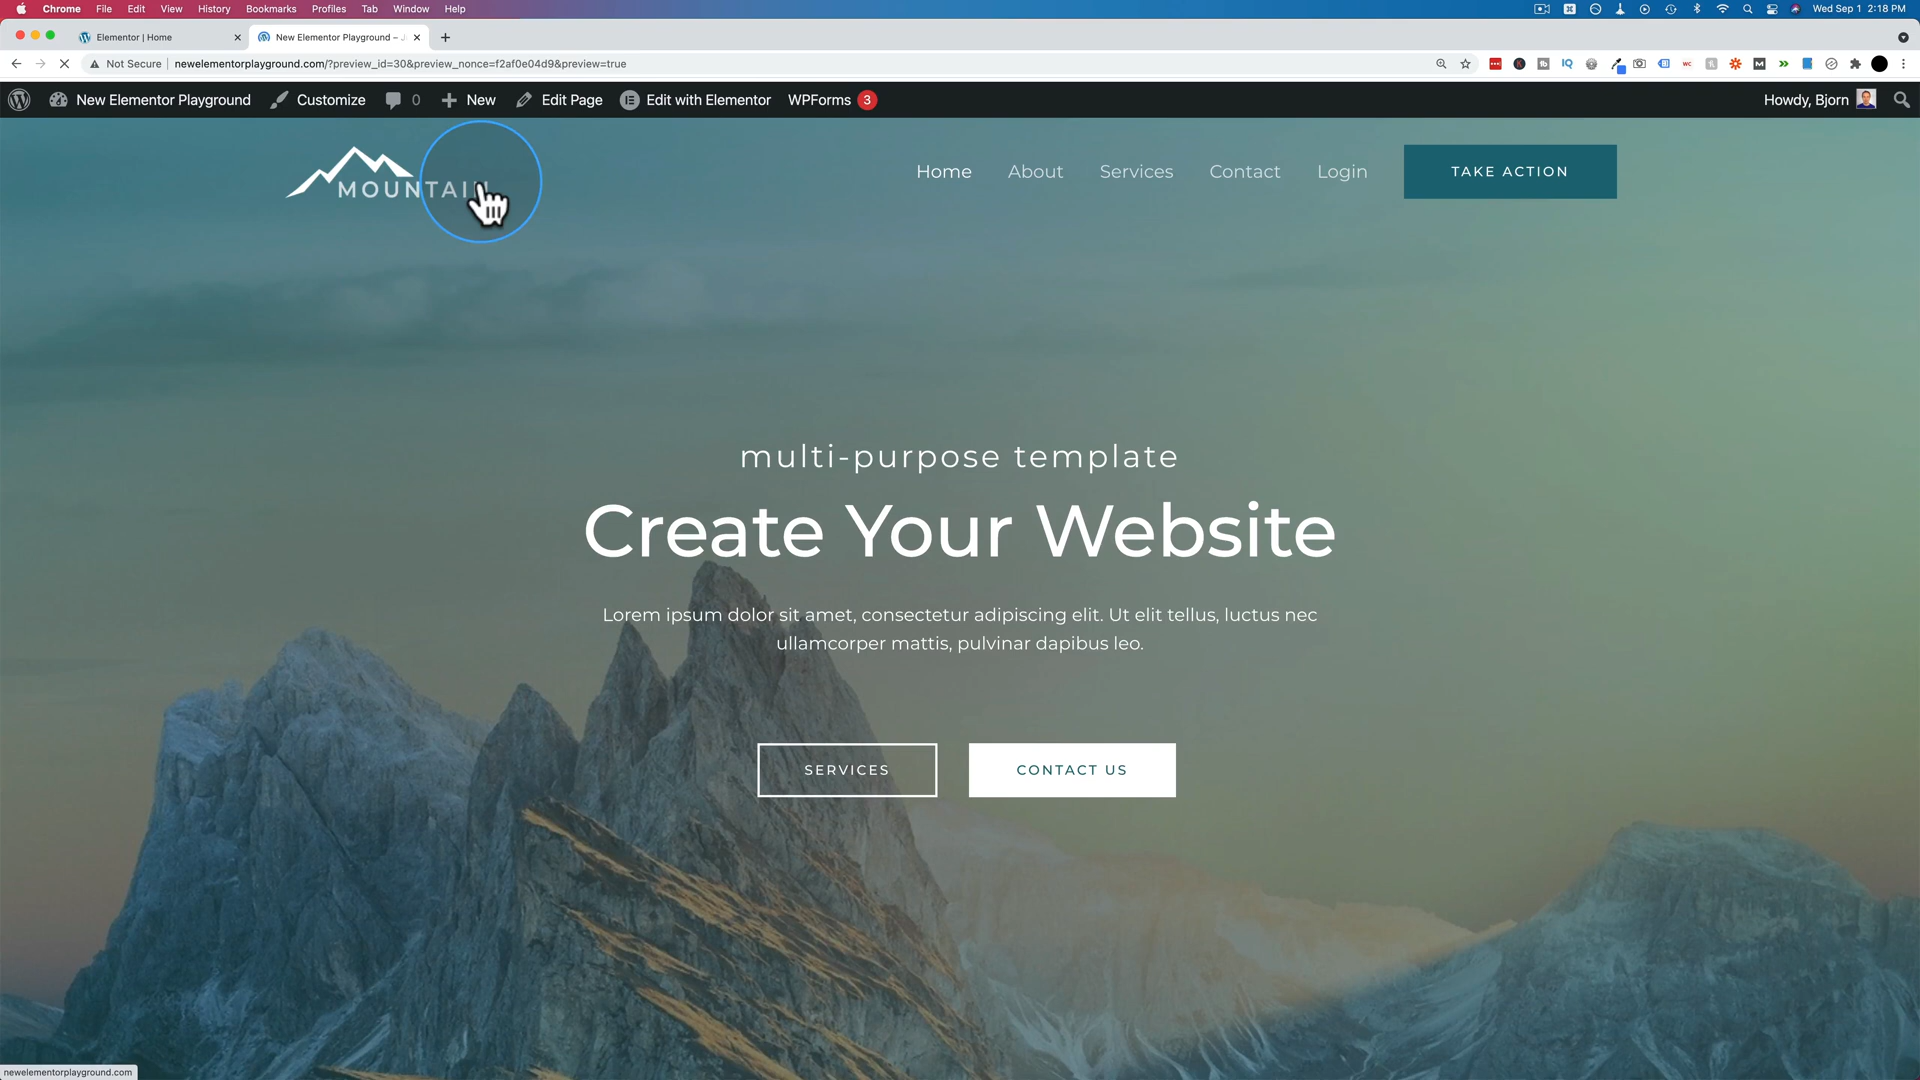 Chrome File Edit View History Bookmarks Profiles Tab Window Help
Wed Sep 1 2:18 PM
Elementor | Home
New Elementor Playground –
Not Secure newelementorplayground.com/?preview_id=30&preview_nonce=f2af0e04d9&preview=true
New Elementor Playground Customize 0 New Edit Page Edit with Elementor WPForms 3
Howdy, Bjorn
MOUNTAIN
Home About Services Contact Login TAKE ACTION
multi-purpose template
Create Your Website
Lorem ipsum dolor sit amet, consectetur adipiscing elit. Ut elit tellus, luctus nec
ullamcorper mattis, pulvinar dapibus leo.
SERVICES CONTACT US
newelementorplayground.com